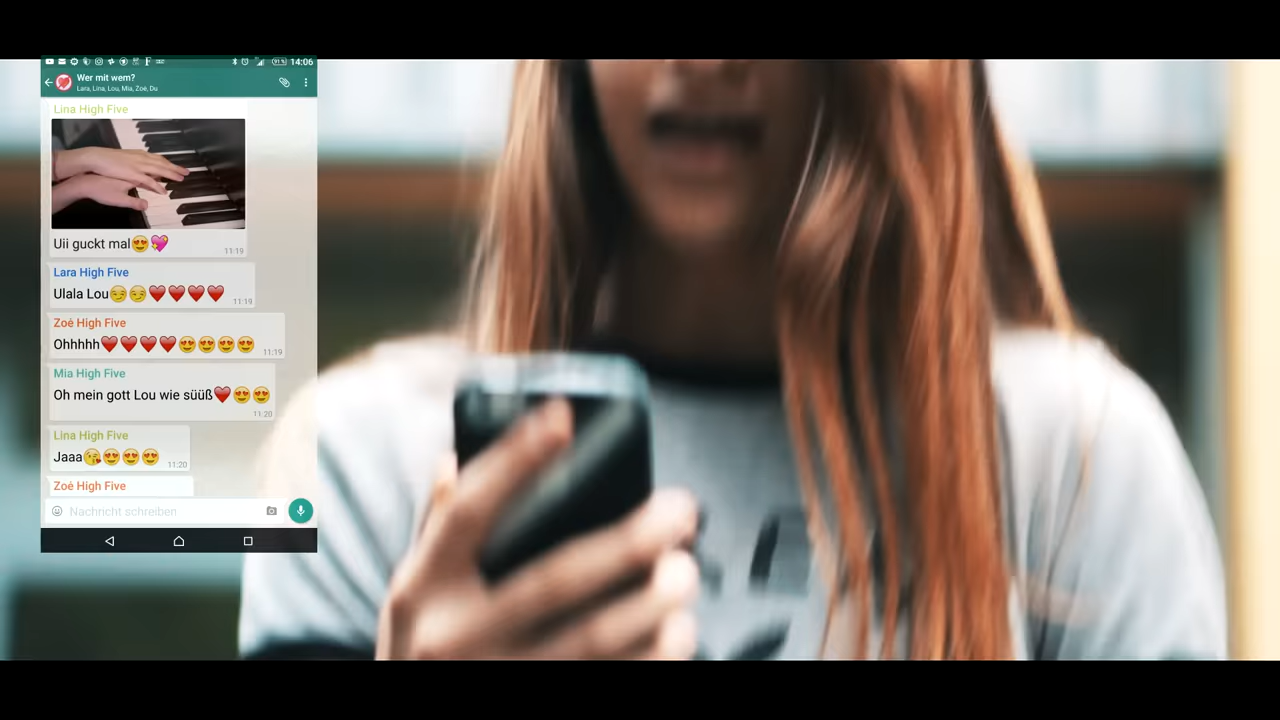 14:06
Wer mit wem?
Lara, Lina, Lou, Mia, Zoé, Du
Lina High Five
Uii guckt mal😍💖
11:19
Lara High Five
Ulala Lou😏😏❤❤❤❤
11:19
Zoé High Five
Ohhhhh❤❤❤❤😍😍😍😍
11:19
Mia High Five
Oh mein gott Lou wie süüß❤😍😍
11:20
Lina High Five
Jaaa😘😍😍😍
11:20
Zoé High Five
Nachricht schreiben